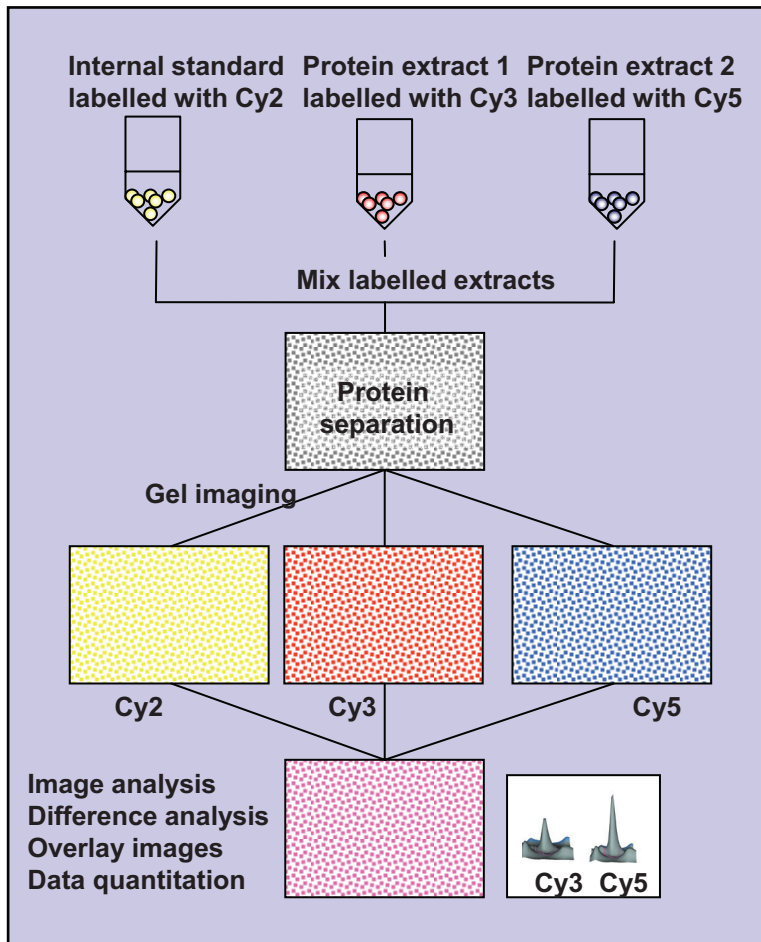 Internal standard
labelled with Cy2
Protein extract 1
labelled with Cy3
Protein extract 2
labelled with Cy5
Mix labelled extracts
Protein
separation
Gel imaging
Cy2
Cy3
Cy5
Image analysis
Difference analysis
Overlay images
Data quantitation
Cy3 Cy5